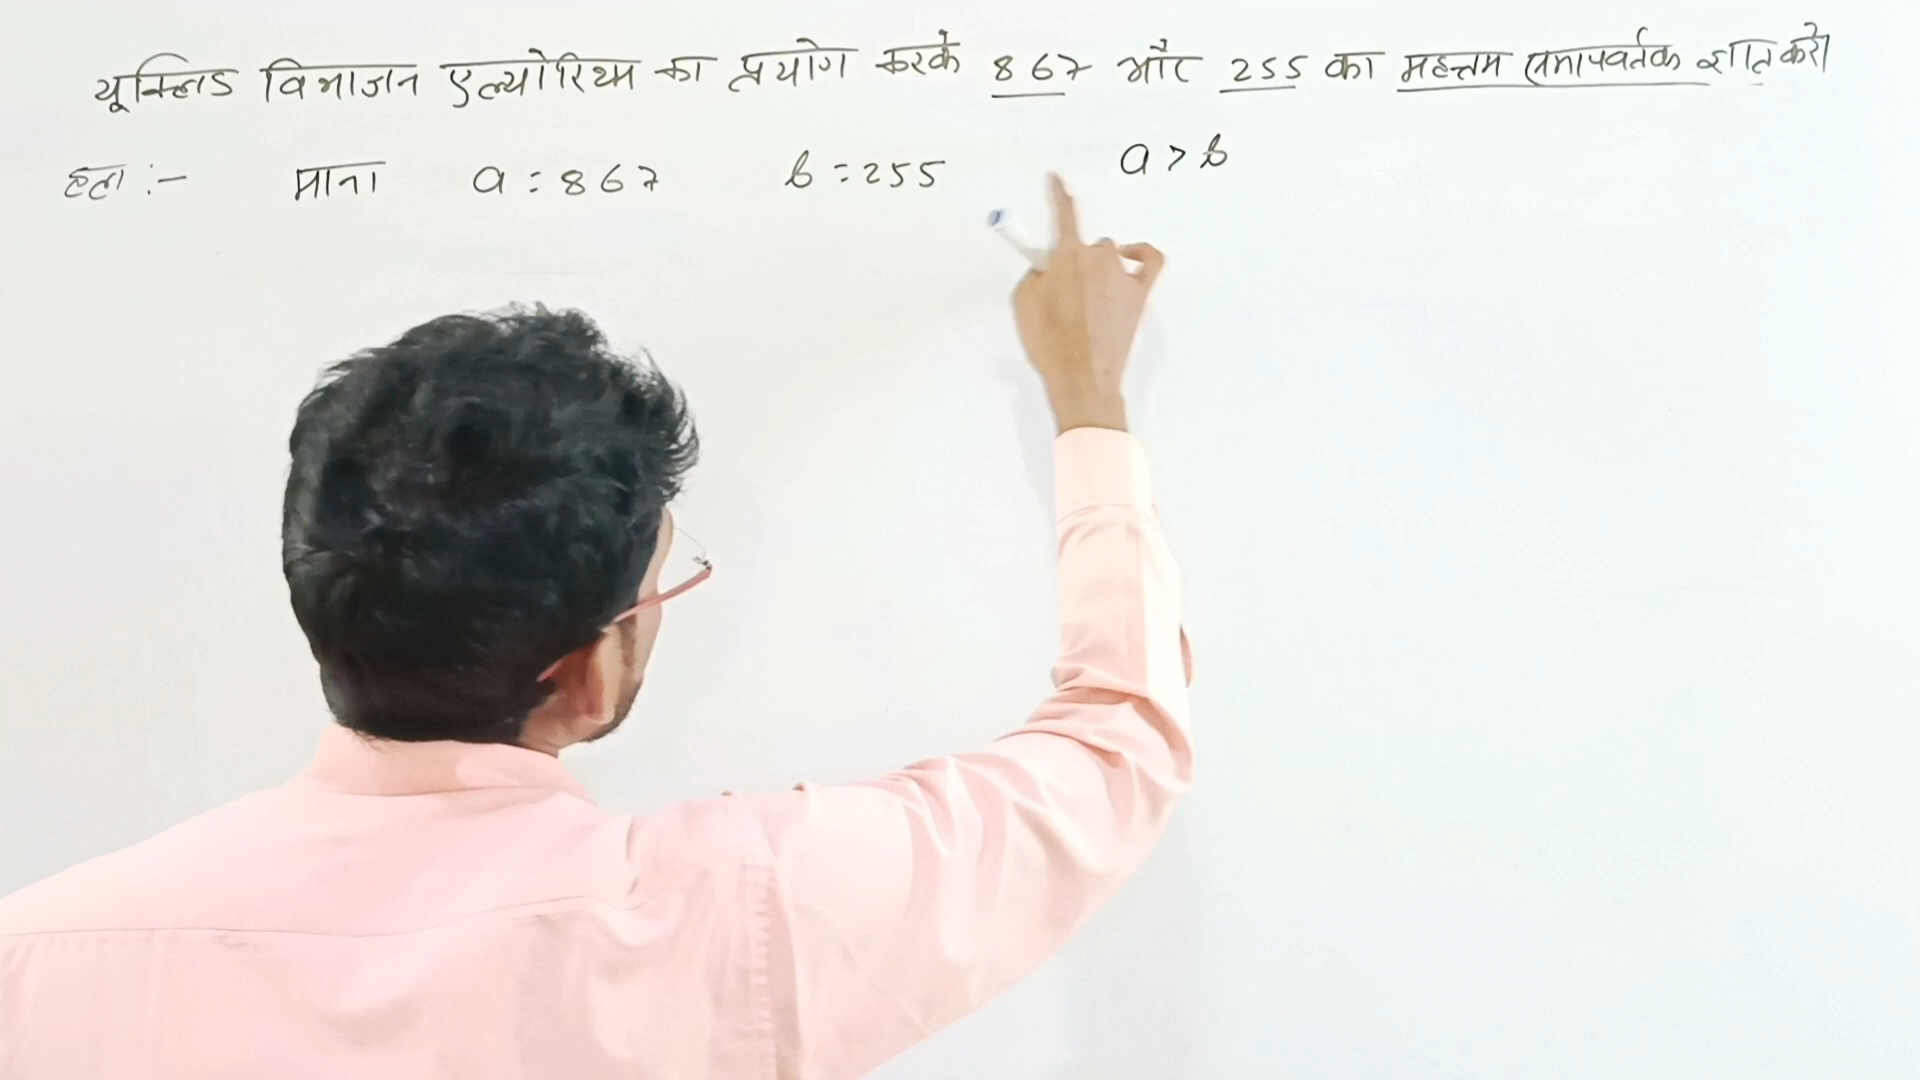 यूक्लिड विभाजन एल्गोरिथ्म का प्रयोग करके 867 और 255 का महत्तम समापवर्तक ज्ञात करो
हल :- माना a = 867 b = 255 a > b